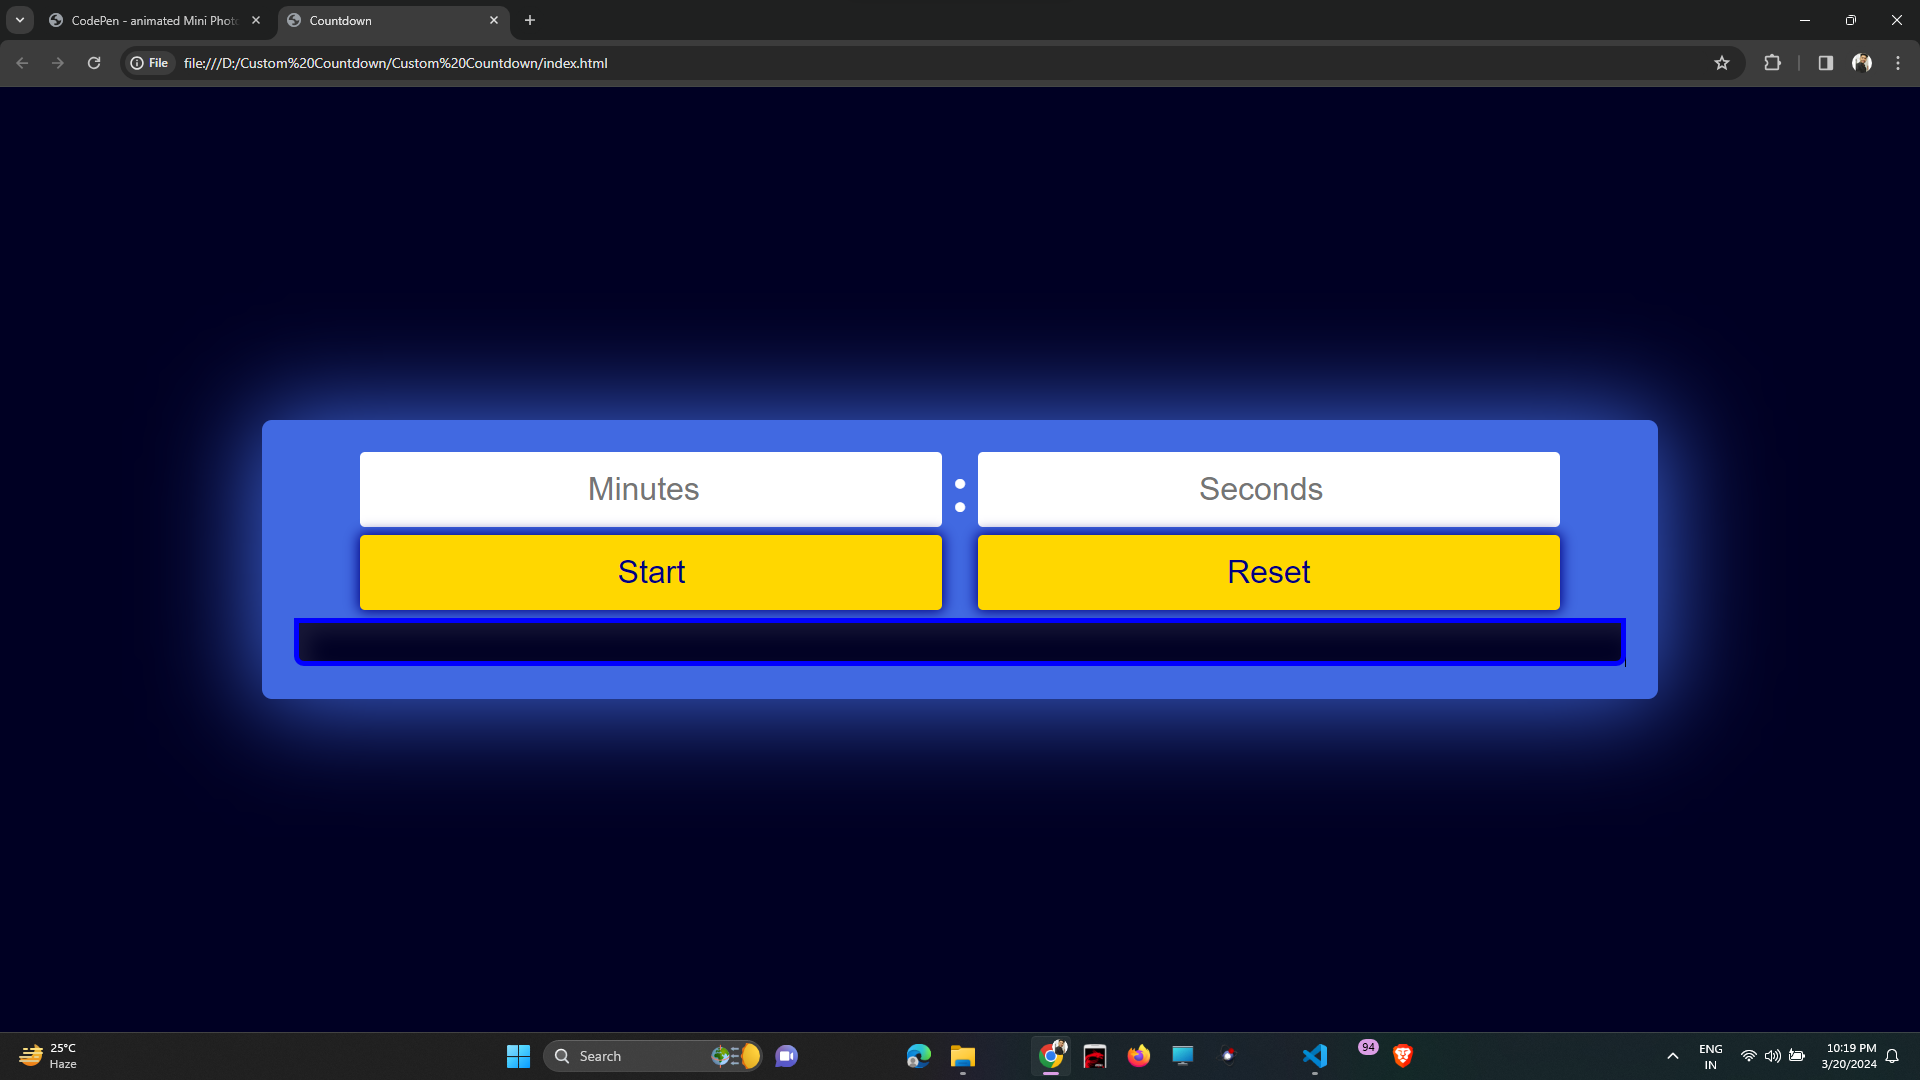 CodePen - animated Mini Phot
Countdown
File
file:///D:/Custom%20Countdown/Custom%20Countdown/index.html
Minutes
:
Seconds
Start
Reset
25°C
Haze
Search
94
ENG
IN
10:19 PM
3/20/2024